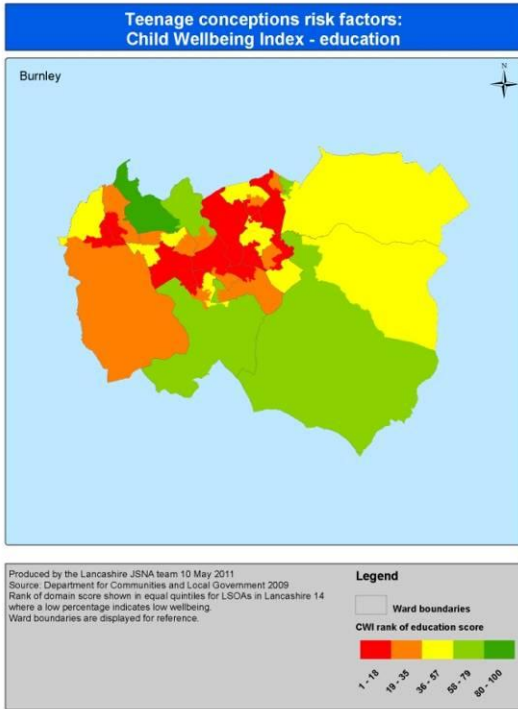 Teenage conceptions risk factors:
Child Wellbeing Index - education
Burnley
N
Produced by the Lancashire JSNA team 10 May 2011
Source: Department for Communities and Local Government 2009
Rank of domain score shown in equal quintiles for LSOAs in Lancashire 14
where a low percentage indicates low wellbeing.
Ward boundaries are displayed for reference.
Legend
Ward boundaries
CWI rank of education score
1 - 18
19 - 35
36 - 57
58 - 79
80 - 100